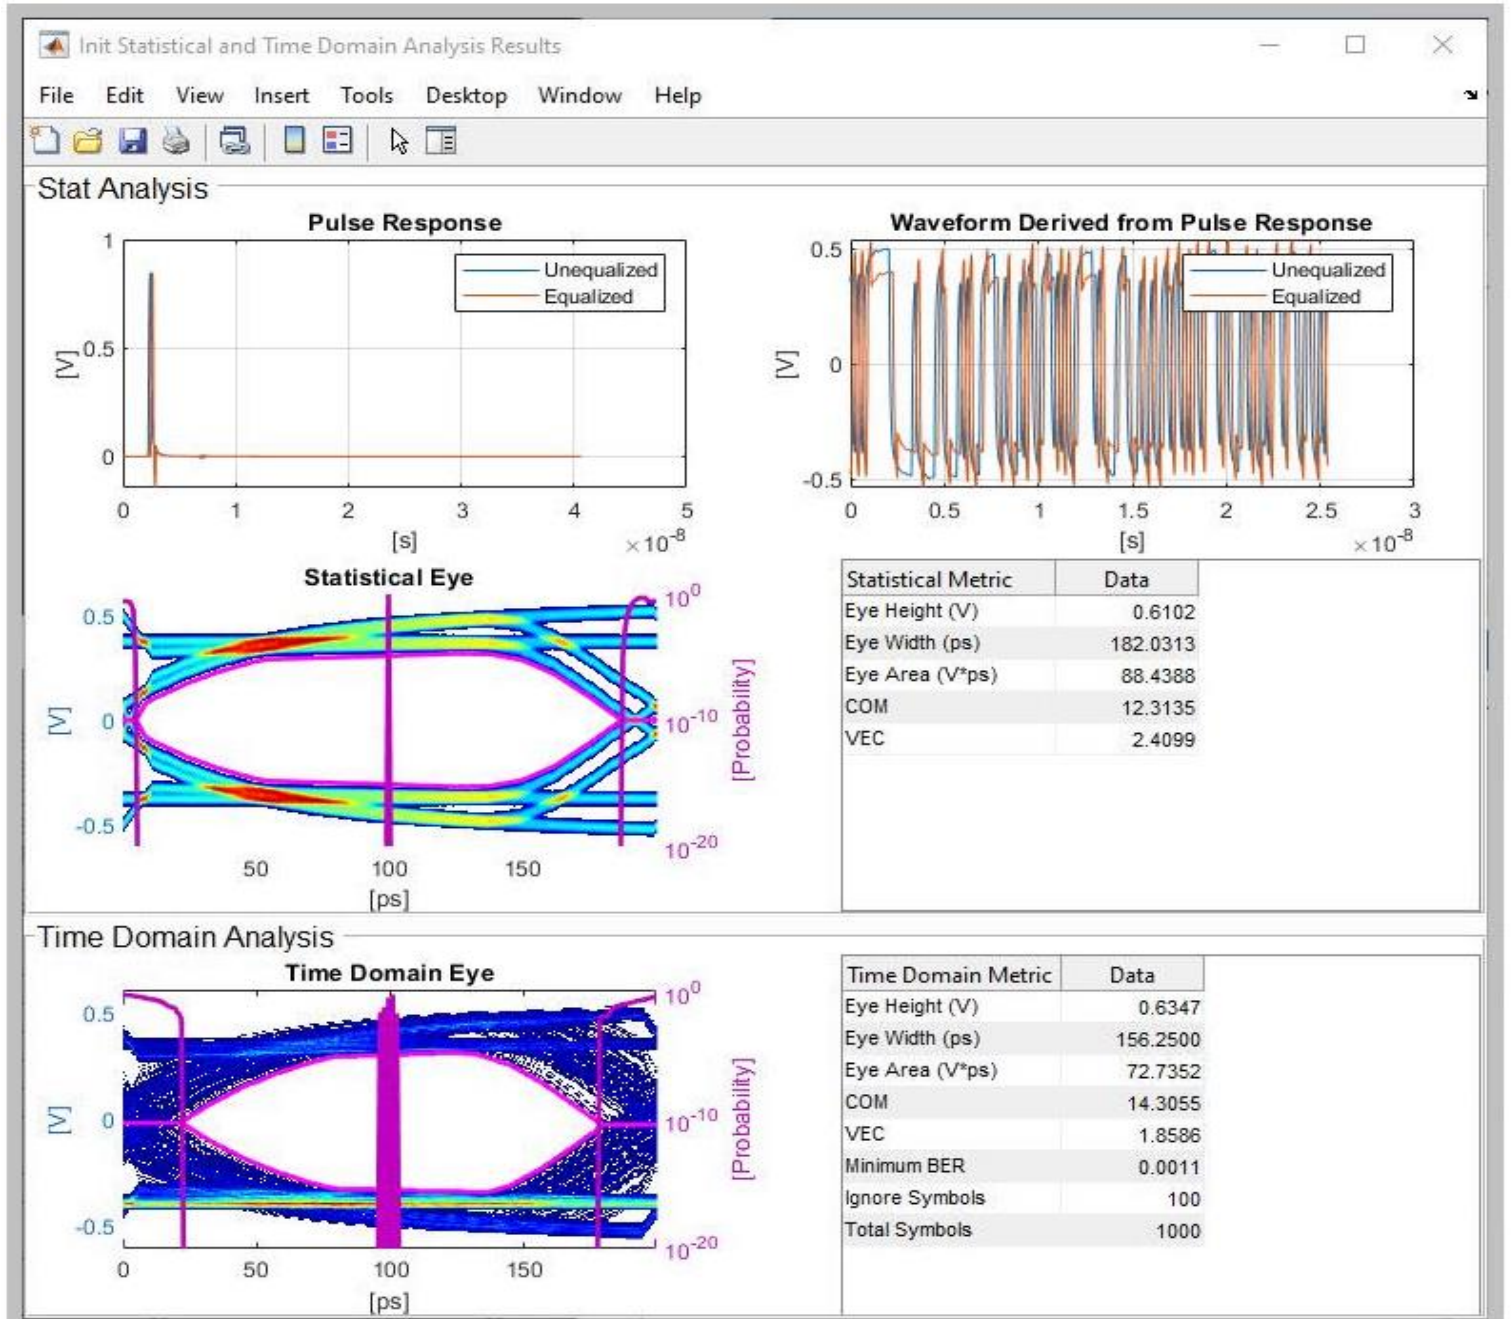 Init Statistical and Time Domain Analysis Results
File Edit View Insert Tools Desktop Window Help
Stat Analysis
Pulse Response
1
0.5
0
[V]
Unequalized
Equalized
0 1 2 3 4 5
[s]
×10-8
Waveform Derived from Pulse Response
0.5
0
-0.5
[V]
Unequalized
Equalized
0 0.5 1 1.5 2 2.5 3
[s]
×10-8
Statistical Eye
0.5
0
-0.5
[V]
100
10-10
10-20
[Probability]
50 100 150
[ps]
Statistical Metric Data
Eye Height (V) 0.6102
Eye Width (ps) 182.0313
Eye Area (V*ps) 88.4388
COM 12.3135
VEC 2.4099
Time Domain Analysis
Time Domain Eye
0.5
0
-0.5
[V]
100
10-10
10-20
[Probability]
0 50 100 150
[ps]
Time Domain Metric Data
Eye Height (V) 0.6347
Eye Width (ps) 156.2500
Eye Area (V*ps) 72.7352
COM 14.3055
VEC 1.8586
Minimum BER 0.0011
Ignore Symbols 100
Total Symbols 1000